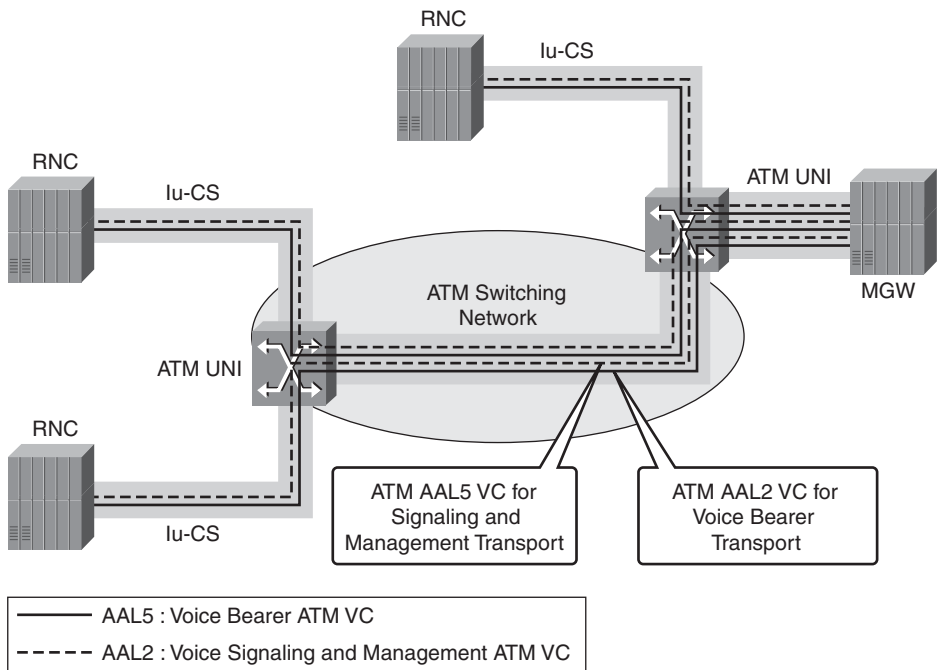 RNC
Iu-CS
RNC
Iu-CS
ATM UNI
MGW
ATM Switching
Network
ATM UNI
RNC
Iu-CS
ATM AAL5 VC for
Signaling and
Management Transport
ATM AAL2 VC for
Voice Bearer
Transport
AAL5 : Voice Bearer ATM VC
AAL2 : Voice Signaling and Management ATM VC